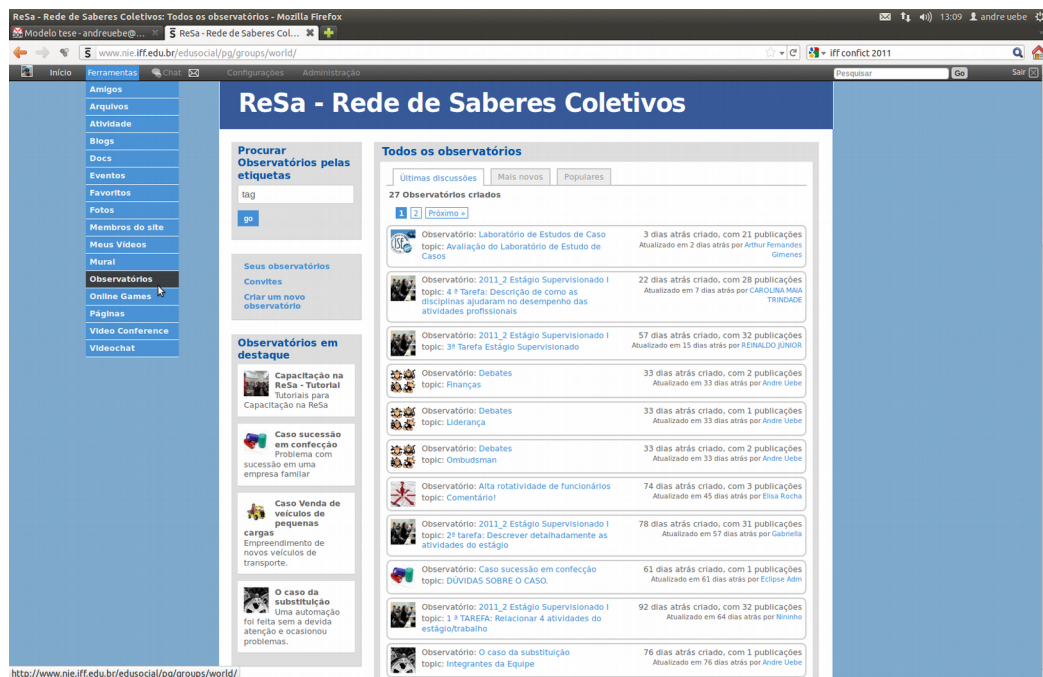 ReSa - Rede de Saberes Coletivos: Todos os observatórios - Mozilla Firefox
13:09 andre uebe
Modelo tese - andreuebe@...
ReSa - Rede de Saberes Col...
www.nie.iff.edu.br/edusocial/pg/groups/world/
iff confict 2011
Início Ferramentas Chat Configurações Administração
Pesquisar Go Sair
Amigos
Arquivos
Atividade
Blogs
Docs
Eventos
Favoritos
Fotos
Membros do site
Meus Vídeos
Mural
Observatórios
Online Games
Páginas
Video Conference
Videochat
ReSa - Rede de Saberes Coletivos
Procurar
Observatórios pelas
etiquetas
tag
go
Seus observatórios
Convites
Criar um novo
observatório
Observatórios em
destaque
Capacitação na
ReSa - Tutorial
Tutoriais para
Capacitação na ReSa
Caso sucessão
em confecção
Problema com
sucessão em uma
empresa familar
Caso Venda de
veículos de
pequenas
cargas
Empreendimento de
novos veículos de
transporte.
O caso da
substituição
Uma automação
foi feita sem a devida
atenção e ocasionou
problemas.
Todos os observatórios
Últimas discussões Mais novos Populares
27 Observatórios criados
1 2 Próximo »
Observatório: Laboratório de Estudos de Caso
topic: Avaliação do Laboratório de Estudo de
Casos
3 dias atrás criado, com 21 publicações
Atualizado em 2 dias atrás por Arthur Fernandes
Gimenes
Observatório: 2011_2 Estágio Supervisionado I
topic: 4 ª Tarefa: Descrição de como as
disciplinas ajudaram no desempenho das
atividades profissionais
22 dias atrás criado, com 28 publicações
Atualizado em 7 dias atrás por CAROLINA MAIA
TRINDADE
Observatório: 2011_2 Estágio Supervisionado I
topic: 3ª Tarefa Estágio Supervisionado
57 dias atrás criado, com 32 publicações
Atualizado em 15 dias atrás por REINALDO JÚNIOR
Observatório: Debates
topic: Finanças
33 dias atrás criado, com 2 publicações
Atualizado em 33 dias atrás por Andre Uebe
Observatório: Debates
topic: Liderança
33 dias atrás criado, com 1 publicações
Atualizado em 33 dias atrás por Andre Uebe
Observatório: Debates
topic: Ombudsman
33 dias atrás criado, com 2 publicações
Atualizado em 33 dias atrás por Andre Uebe
Observatório: Alta rotatividade de funcionários
topic: Comentário!
74 dias atrás criado, com 3 publicações
Atualizado em 45 dias atrás por Elisa Rocha
Observatório: 2011_2 Estágio Supervisionado I
topic: 2ª tarefa: Descrever detalhadamente as
atividades do estágio
78 dias atrás criado, com 31 publicações
Atualizado em 57 dias atrás por Gabriella
Observatório: Caso sucessão em confecção
topic: DÚVIDAS SOBRE O CASO.
61 dias atrás criado, com 1 publicações
Atualizado em 61 dias atrás por Eclipse Adm
Observatório: 2011_2 Estágio Supervisionado I
topic: 1 ª TAREFA: Relacionar 4 atividades do
estágio/trabalho
92 dias atrás criado, com 32 publicações
Atualizado em 64 dias atrás por Nininho
Observatório: O caso da substituição
topic: Integrantes da Equipe
76 dias atrás criado, com 1 publicações
Atualizado em 76 dias atrás por Andre Uebe
http://www.nie.iff.edu.br/edusocial/pg/groups/world/